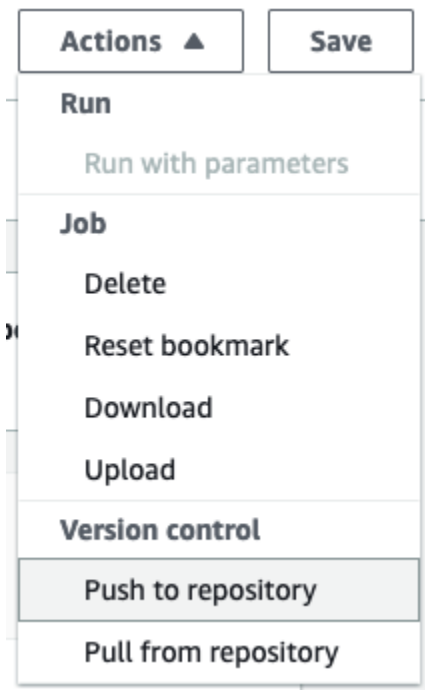 Actions ▲ Save
Run
Run with parameters
Job
Delete
Reset bookmark
Download
Upload
Version control
Push to repository
Pull from repository